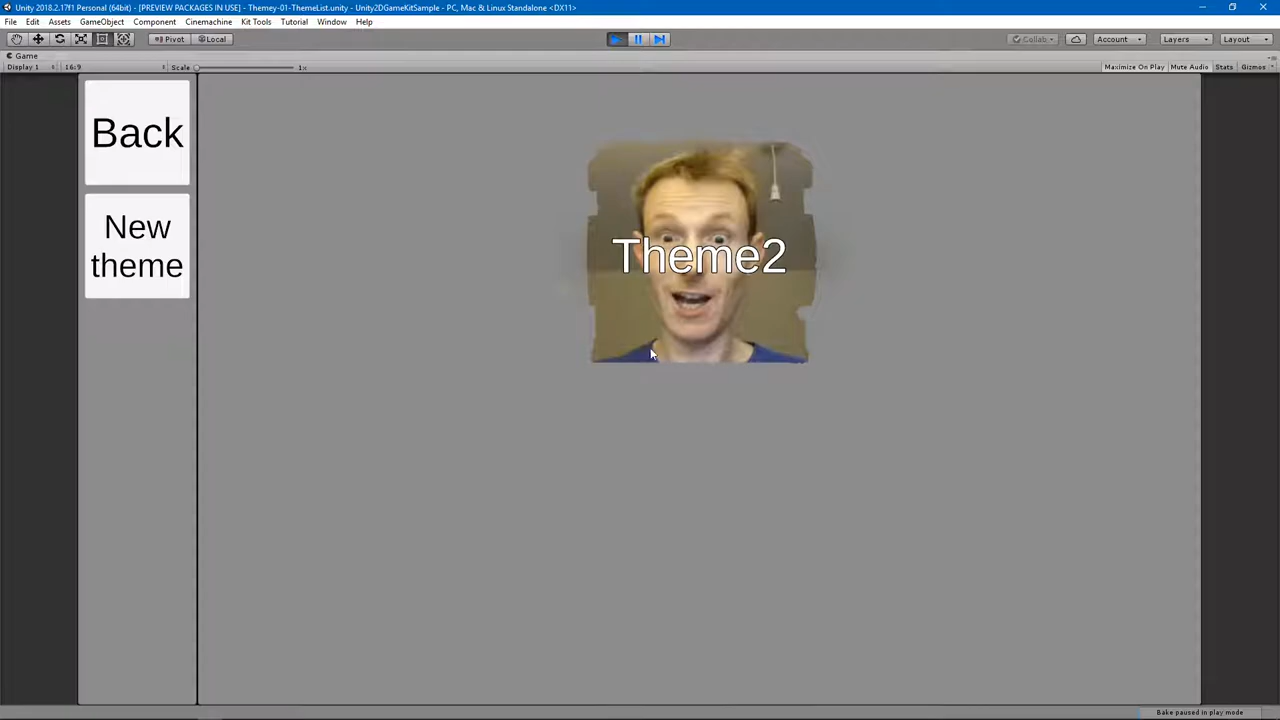 Unity 2018.2.17f1 Personal (64bit) - [PREVIEW PACKAGES IN USE] - Themey-01-ThemeList.unity - Unity2DGameKitSample - PC, Mac & Linux Standalone <DX11>
File Edit Assets GameObject Component Cinemachine Kit Tools Tutorial Window Help
Pivot Local Collab Account Layers Layout
Game
Display 1 16:9 Scale 1x Maximize On Play Mute Audio Stats Gizmos
Back
New
theme
Theme2
Bake paused in play mode